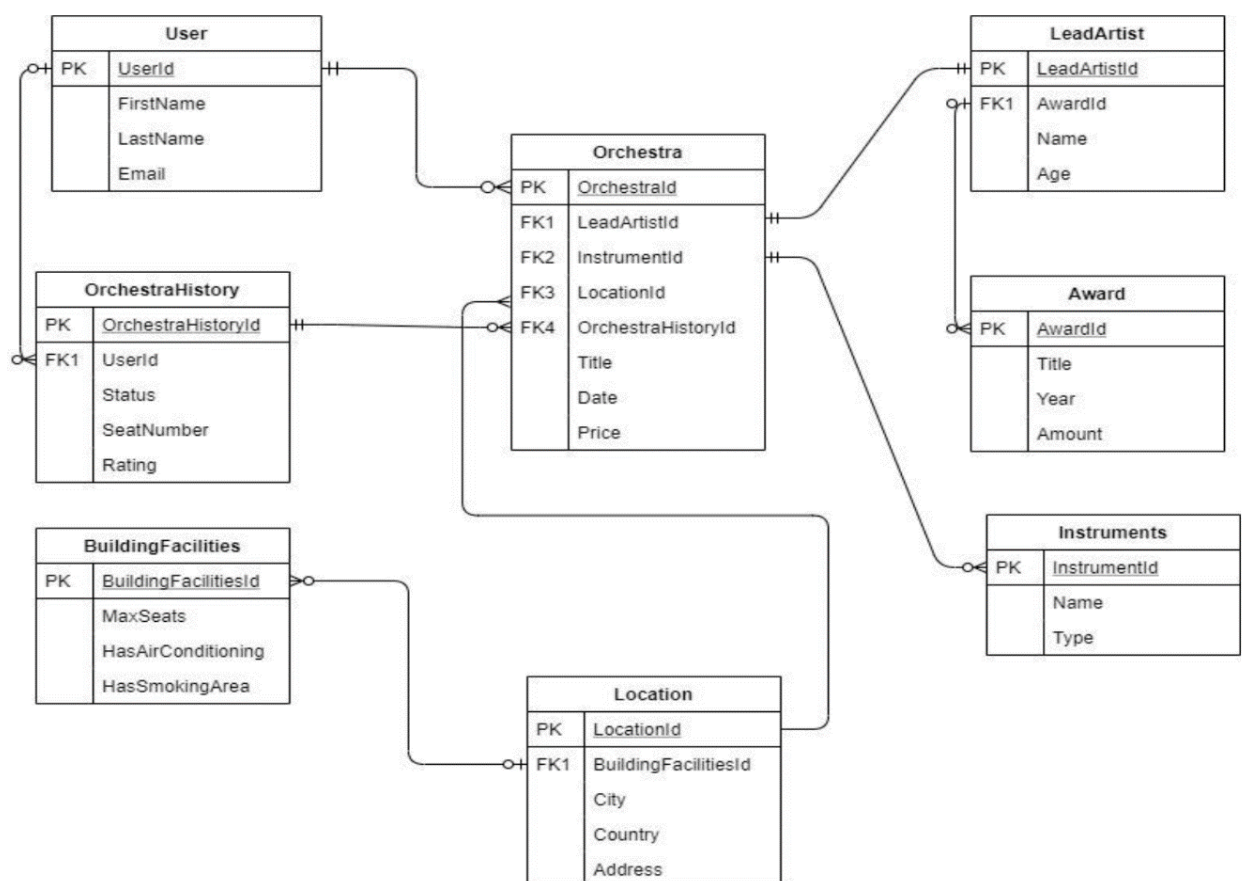 User
PK UserId
FirstName
LastName
Email
LeadArtist
PK LeadArtistId
FK1 AwardId
Name
Age
Orchestra
PK OrchestraId
FK1 LeadArtistId
FK2 InstrumentId
FK3 LocationId
FK4 OrchestraHistoryId
Title
Date
Price
OrchestraHistory
PK OrchestraHistoryId
FK1 UserId
Status
SeatNumber
Rating
Award
PK AwardId
Title
Year
Amount
BuildingFacilities
PK BuildingFacilitiesId
MaxSeats
HasAirConditioning
HasSmokingArea
Instruments
PK InstrumentId
Name
Type
Location
PK LocationId
FK1 BuildingFacilitiesId
City
Country
Address